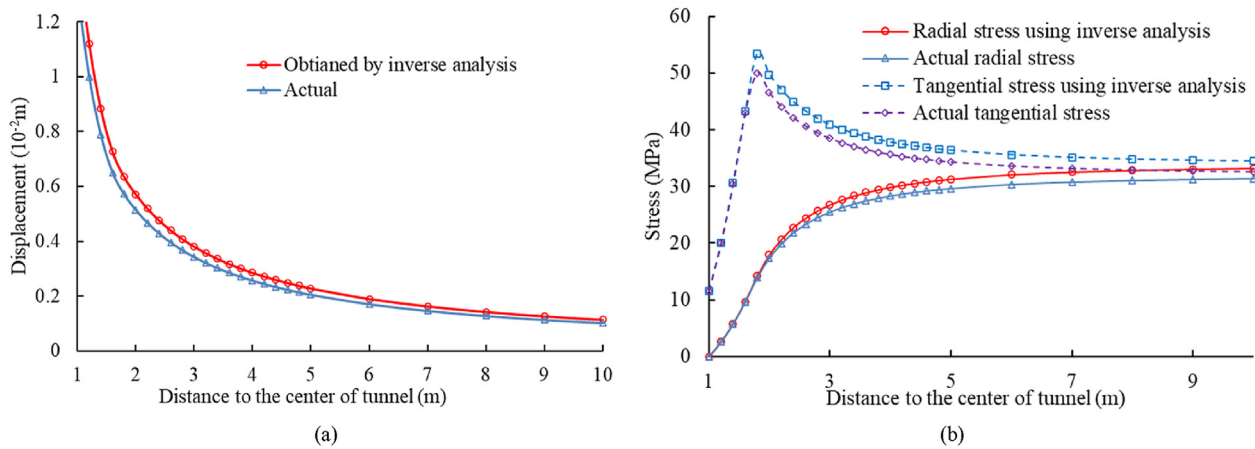 1.2
1
0.8
0.6
0.4
0.2
0
Displacement (10-2m)
Obtianed by inverse analysis
Actual
1 2 3 4 5 6 7 8 9 10
Distance to the center of tunnel (m)
(a)
60
50
40
30
20
10
0
Stress (MPa)
Radial stress using inverse analysis
Actual radial stress
Tangential stress using inverse analysis
Actual tangential stress
1 3 5 7 9
Distance to the center of tunnel (m)
(b)